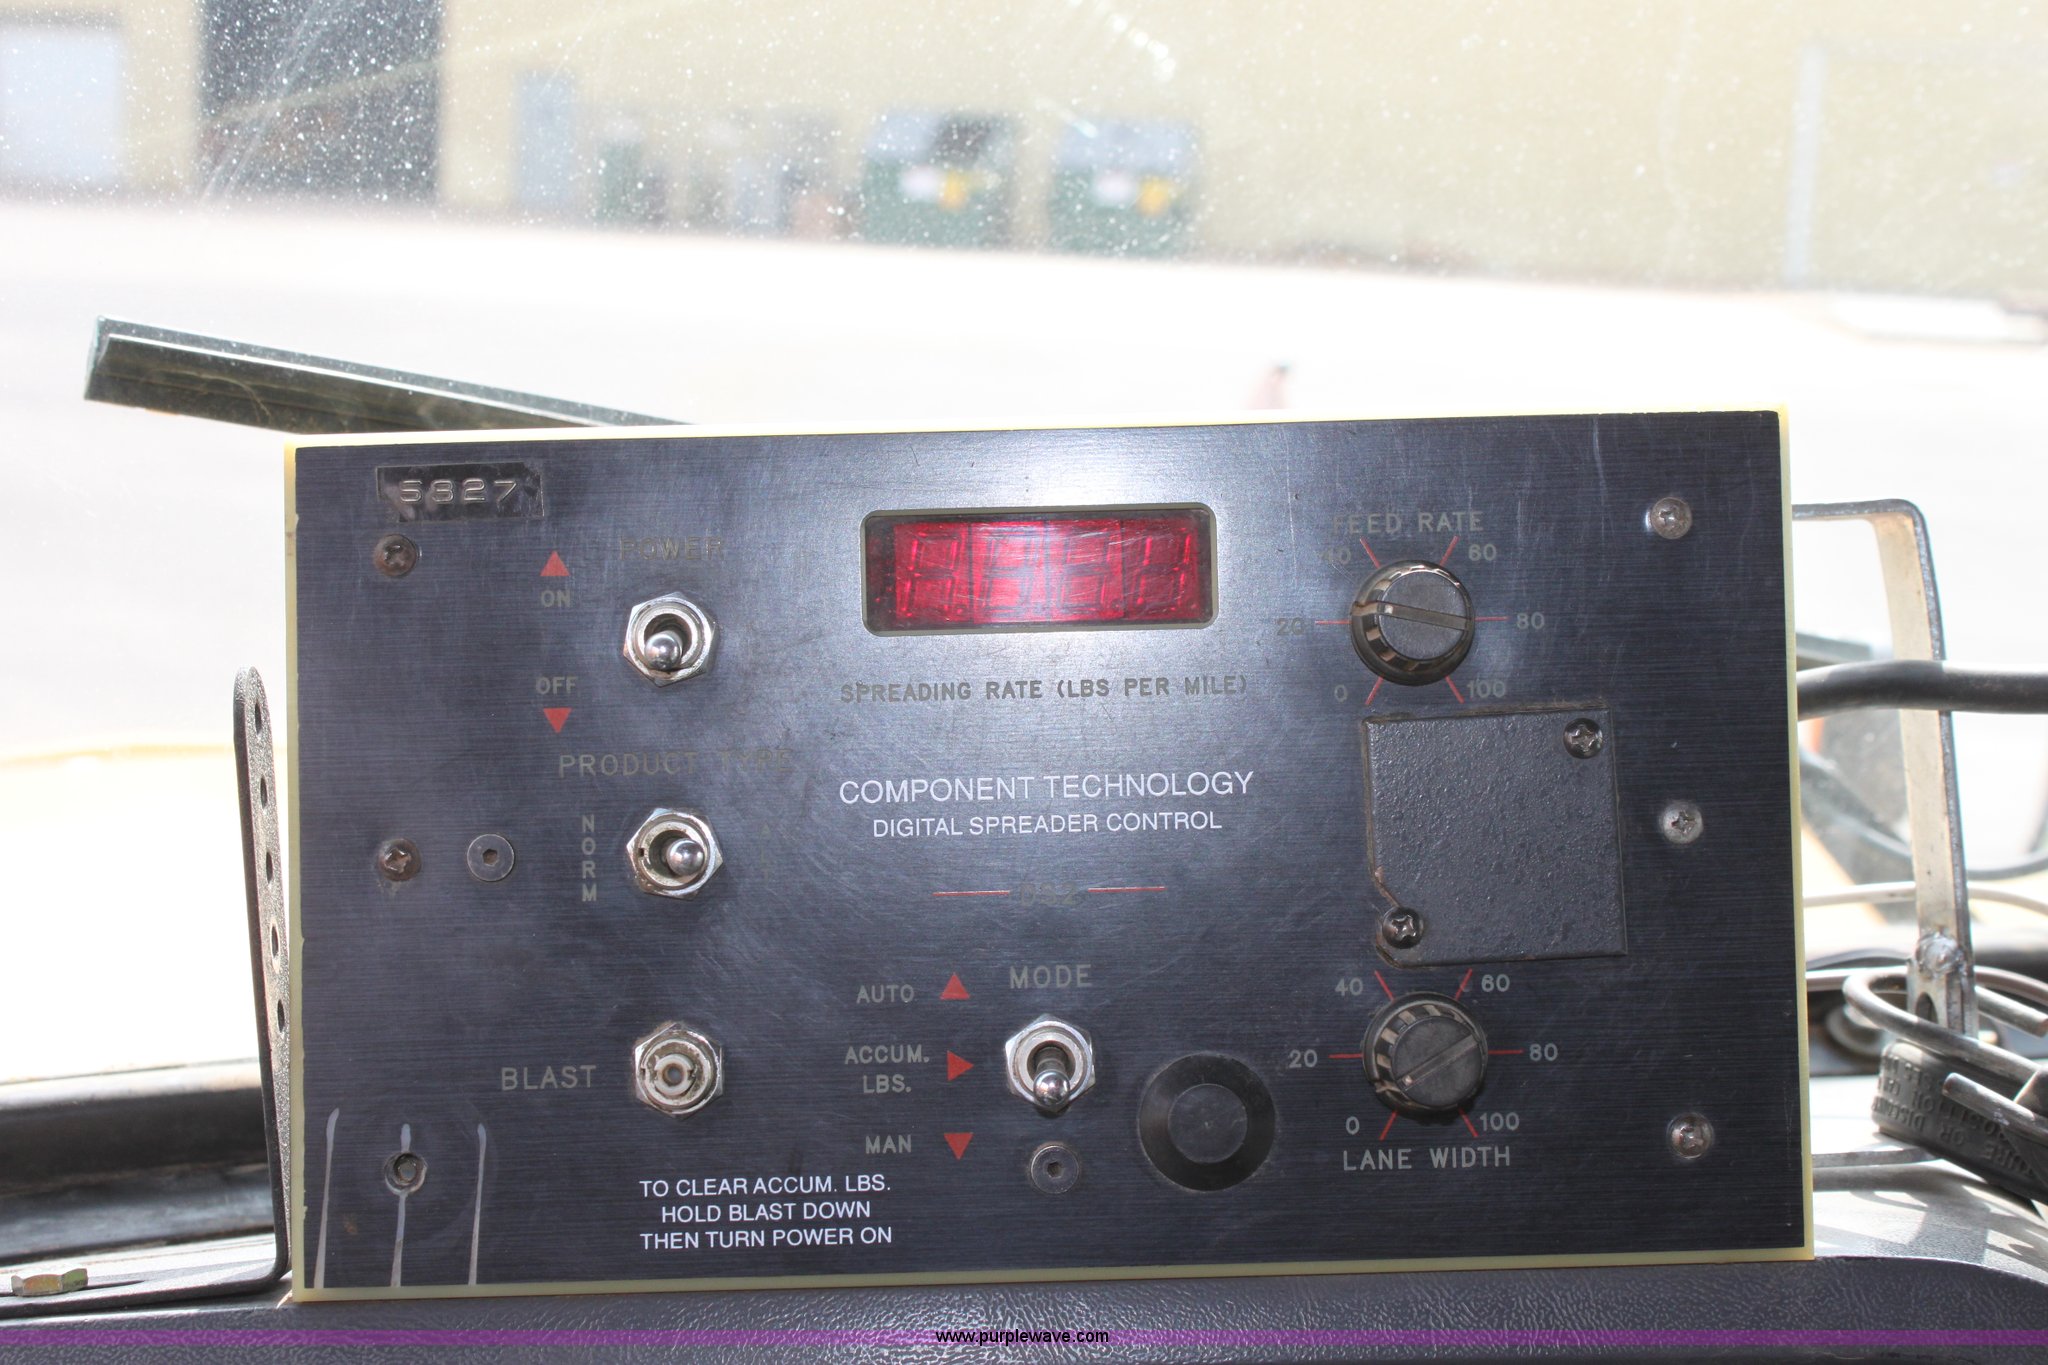 5827
POWER
ON
OFF
FEED RATE
40
60
20
80
0
100
SPREADING RATE (LBS PER MILE)
PRODUCT TYPE
NORM
COMPONENT TECHNOLOGY
DIGITAL SPREADER CONTROL
DS2
MODE
AUTO
ACCUM.
LBS.
MAN
BLAST
40
60
20
80
0
100
LANE WIDTH
TO CLEAR ACCUM. LBS.
HOLD BLAST DOWN
THEN TURN POWER ON
www.purplewave.com